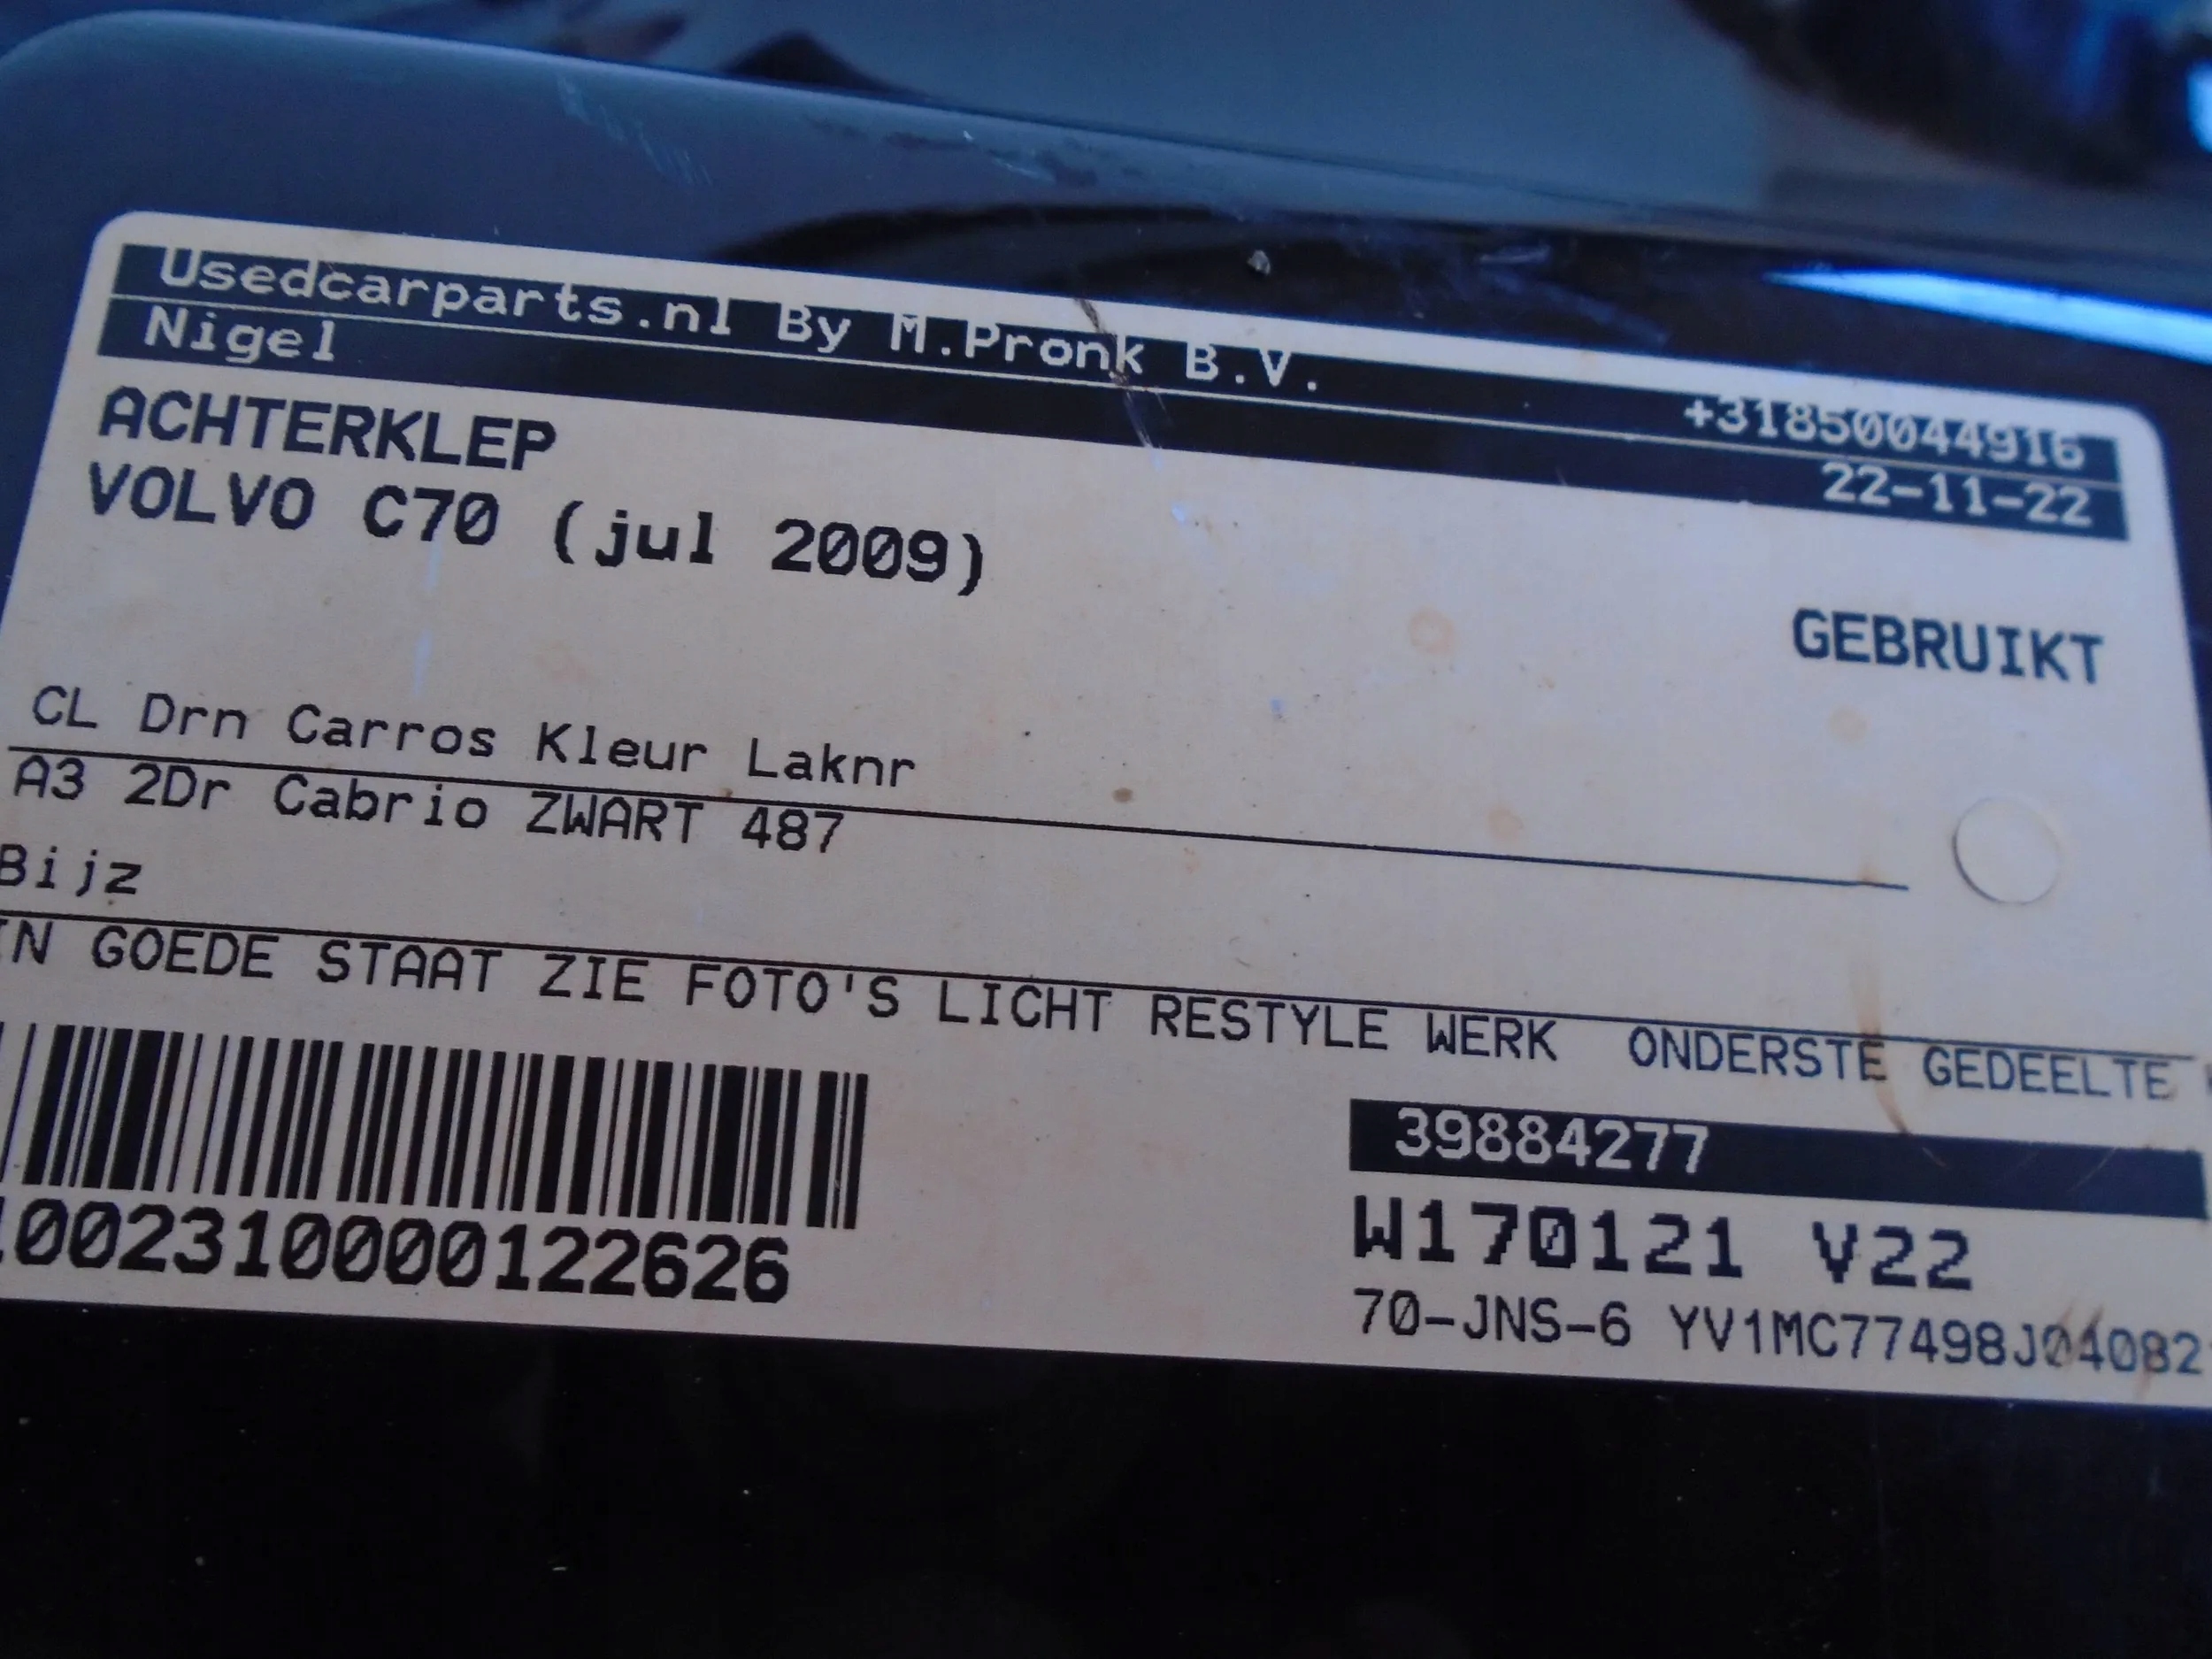 Usedcarparts.nl By M.Pronk B.V. +31850044916
Nigel 22-11-22
ACHTERKLEP
VOLVO C70 (jul 2009)
GEBRUIKT
CL Drn Carros Kleur Laknr
A3 2Dr Cabrio ZWART 487
Bijz
IN GOEDE STAAT ZIE FOTO'S LICHT RESTYLE WERK ONDERSTE GEDEELTE
39884277
W170121 V22
002310000122626
70-JNS-6 YV1MC77498J04082